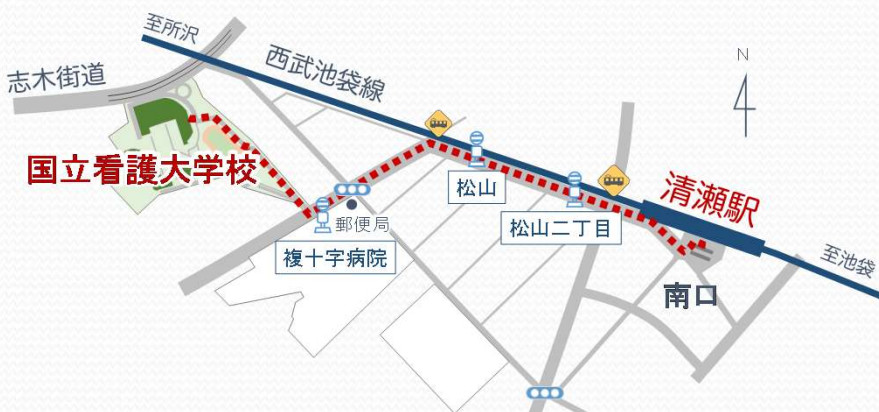 至所沢
志木街道
西武池袋線
N
国立看護大学校
松山
清瀬駅
郵便局
松山二丁目
複十字病院
至池袋
南口